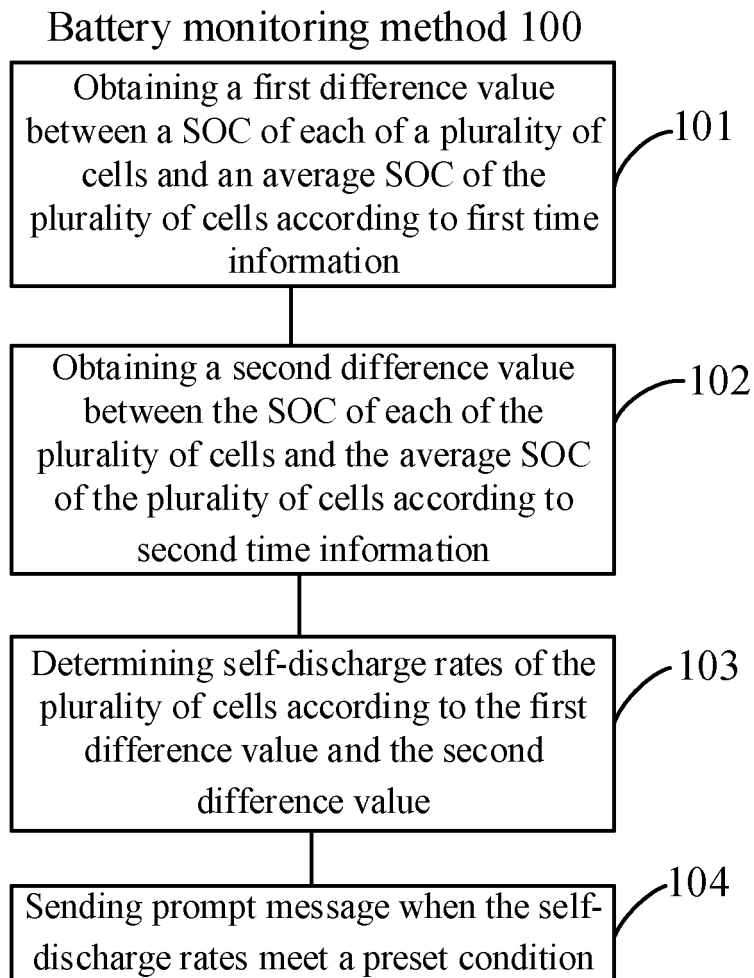 Battery monitoring method 100
Obtaining a first difference value
between a SOC of each of a plurality of
cells and an average SOC of the
plurality of cells according to first time
information
101
Obtaining a second difference value
between the SOC of each of the
plurality of cells and the average SOC
of the plurality of cells according to
second time information
102
Determining self-discharge rates of the
plurality of cells according to the first
difference value and the second
difference value
103
Sending prompt message when the self-
discharge rates meet a preset condition
104